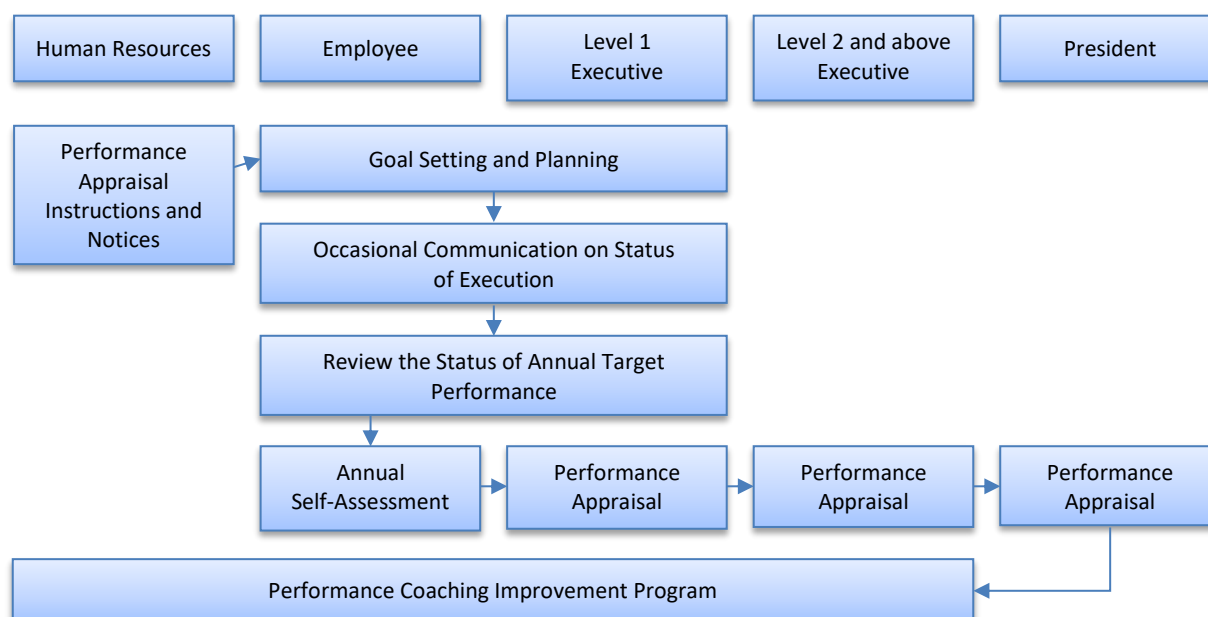 Human Resources
Employee
Level 1
Executive
Level 2 and above
Executive
President
Performance
Appraisal
Instructions and
Notices
Goal Setting and Planning
Occasional Communication on Status
of Execution
Review the Status of Annual Target
Performance
Annual
Self-Assessment
Performance
Appraisal
Performance
Appraisal
Performance
Appraisal
Performance Coaching Improvement Program